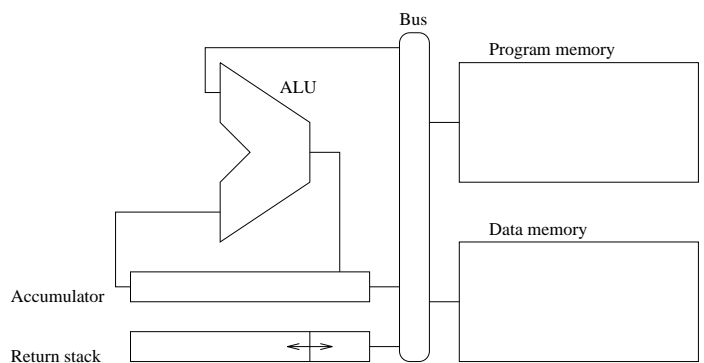 Bus
Program memory
ALU
Data memory
Accumulator
Return stack